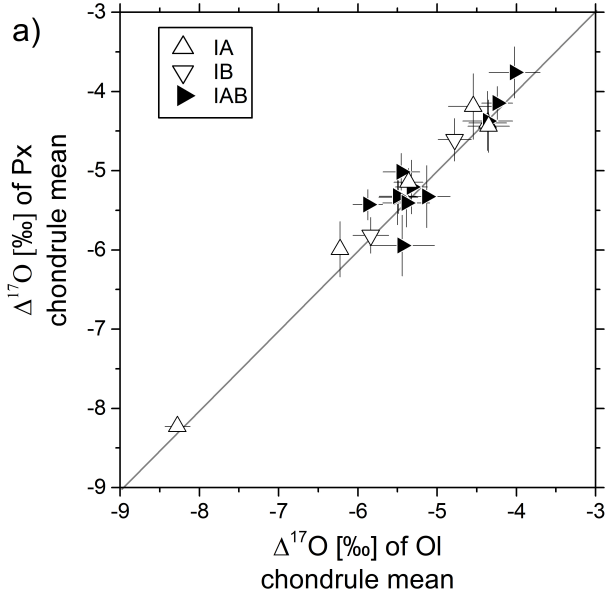 a)
IA
IB
IAB
Δ¹⁷O [‰] of Px
chondrule mean
-3
-4
-5
-6
-7
-8
-9
-9 -8 -7 -6 -5 -4 -3
Δ¹⁷O [‰] of Ol
chondrule mean